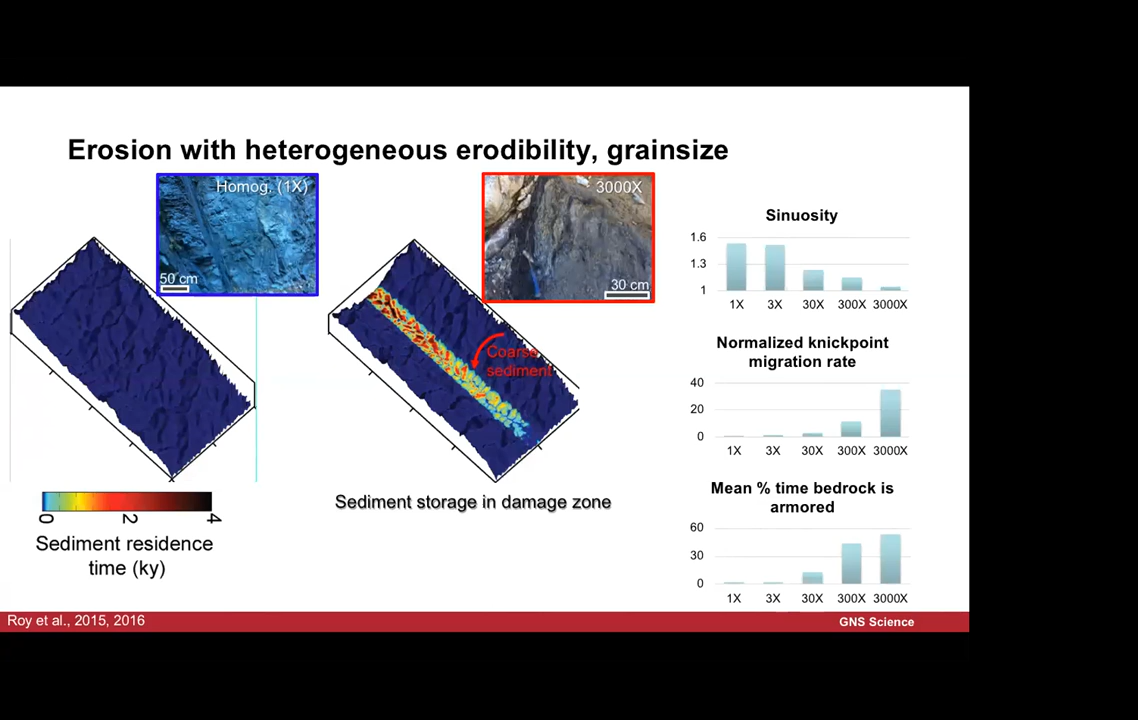 Erosion with heterogeneous erodibility, grainsize
Homog. (1X)
50 cm
3000X
30 cm
Coarse
sediment
Sediment storage in damage zone
0 2 4
Sediment residence
time (ky)
Sinuosity
1.6
1.3
1
1X 3X 30X 300X 3000X
Normalized knickpoint
migration rate
40
20
0
1X 3X 30X 300X 3000X
Mean % time bedrock is
armored
60
30
0
1X 3X 30X 300X 3000X
Roy et al., 2015, 2016
GNS Science